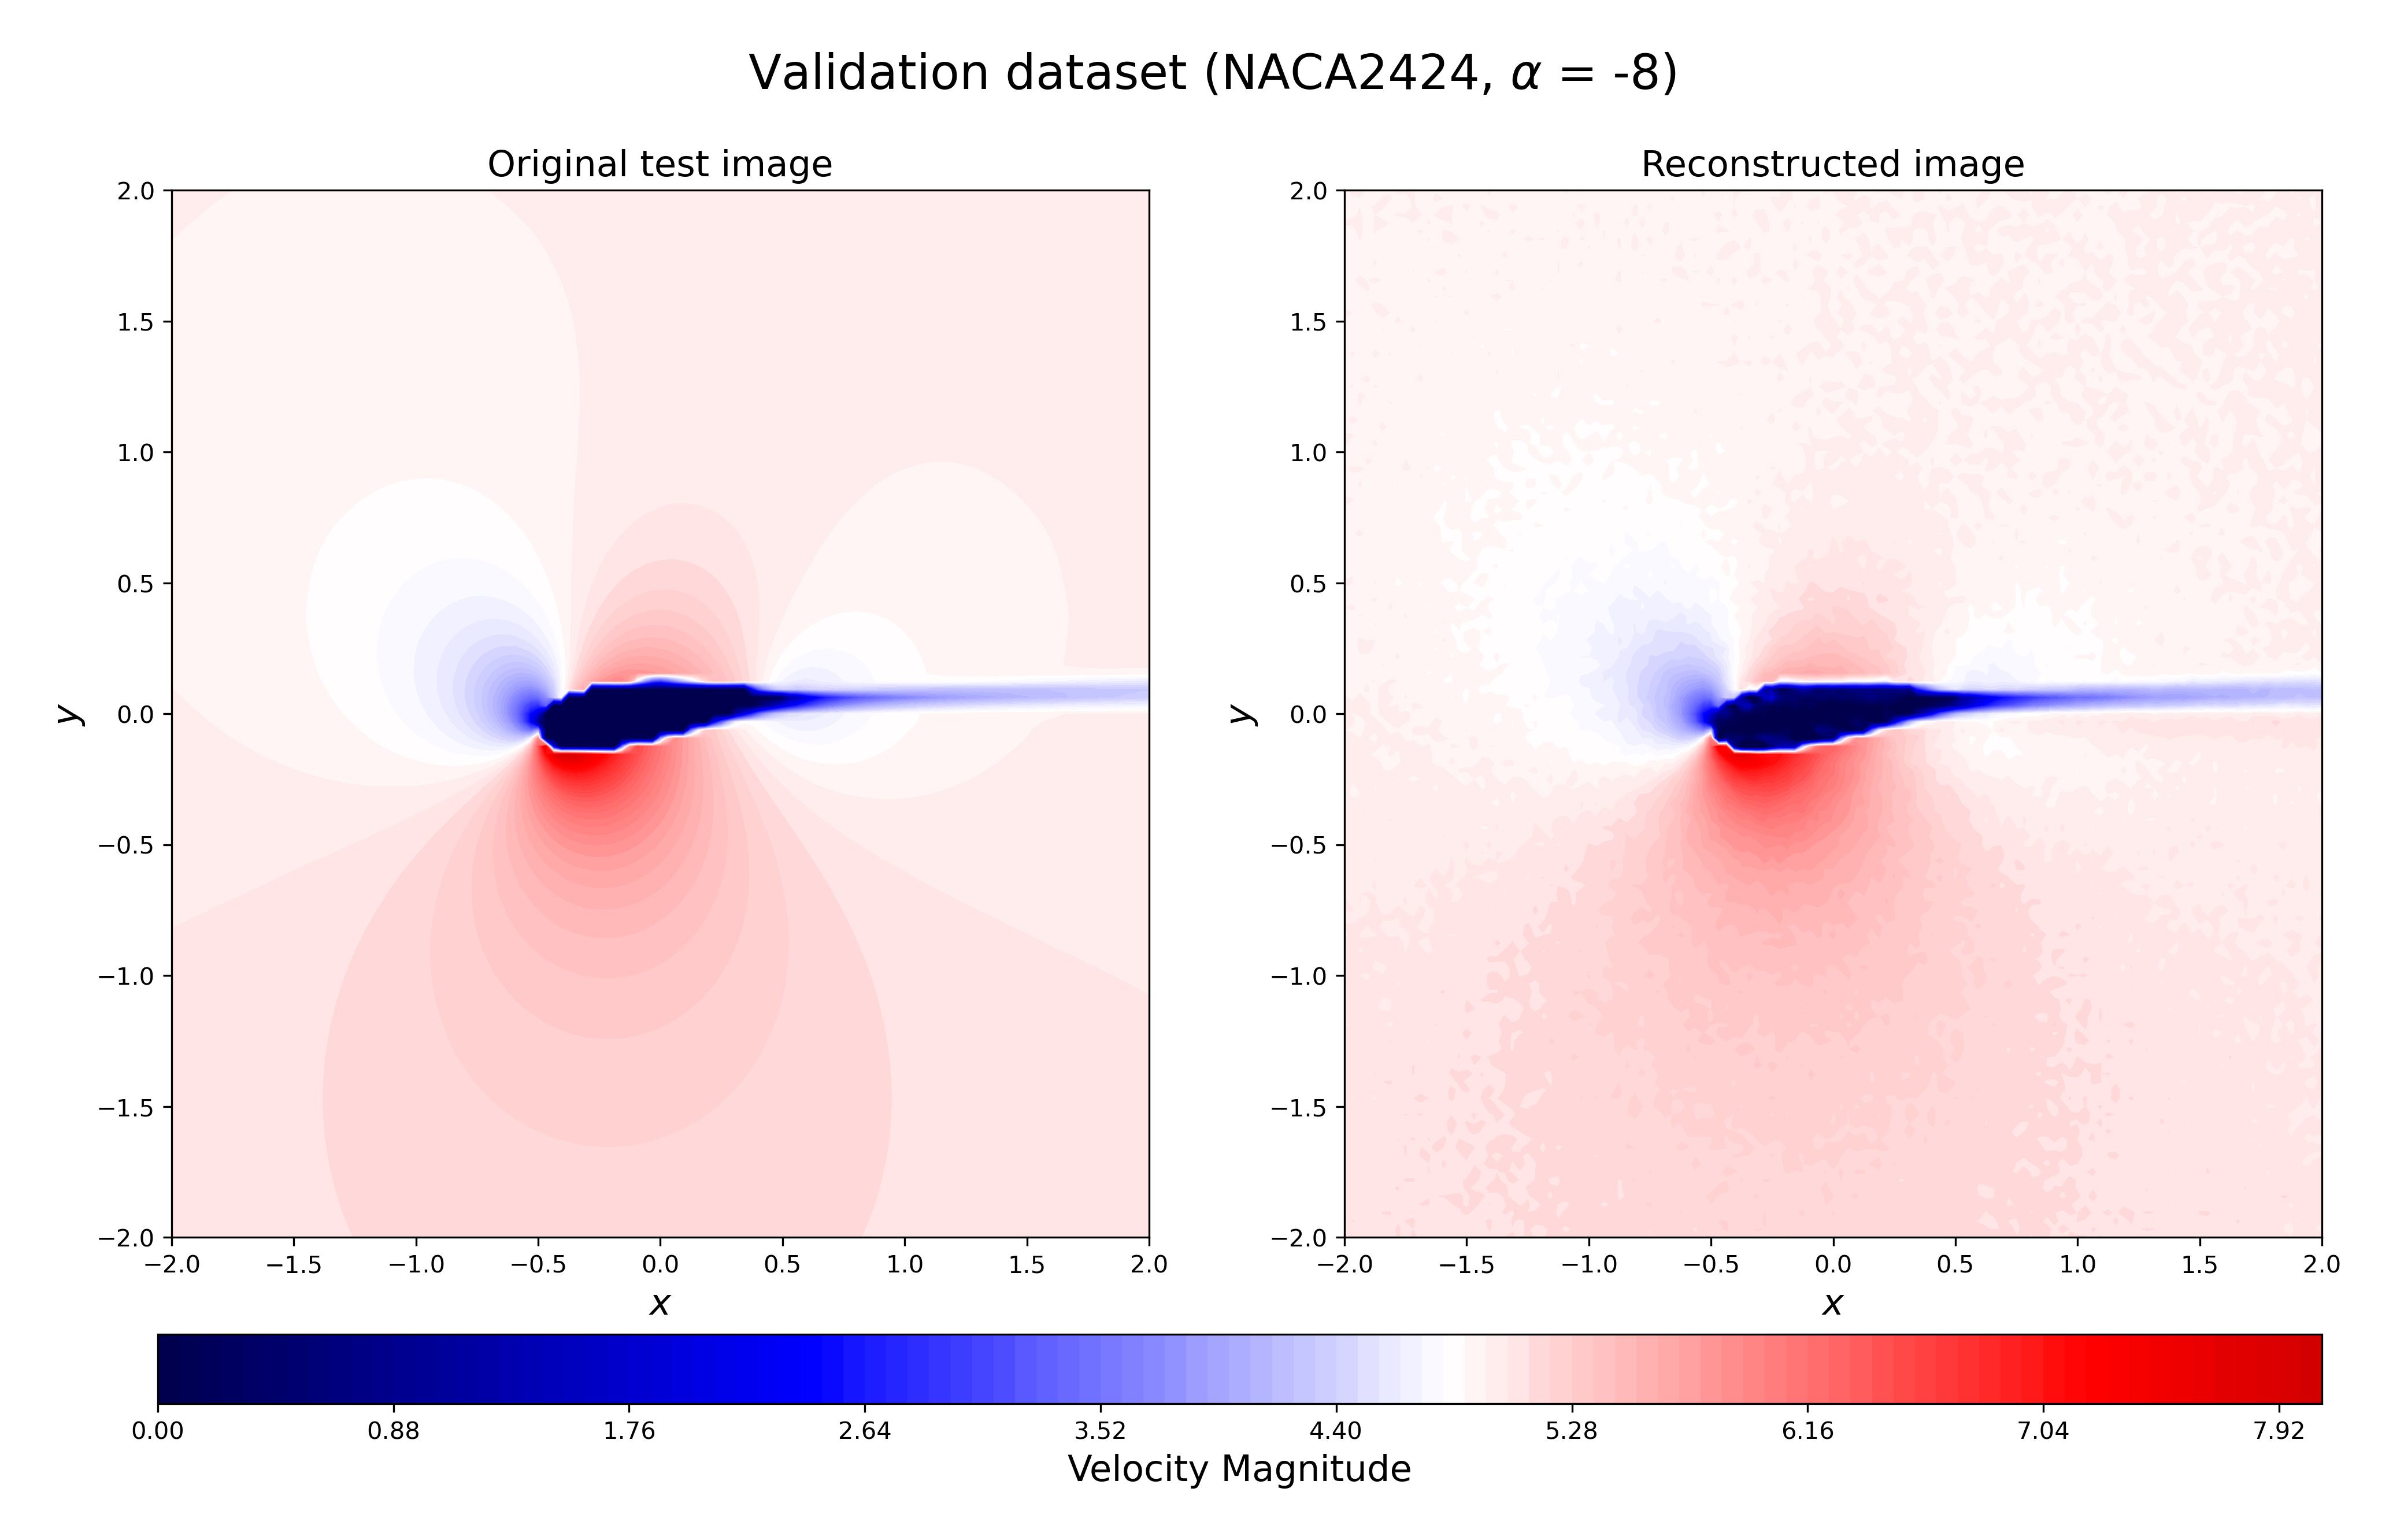 Validation dataset (NACA2424, α = -8)
Original test image
Reconstructed image
2.0
1.5
1.0
0.5
0.0
−0.5
−1.0
−1.5
−2.0
y
−2.0 −1.5 −1.0 −0.5 0.0 0.5 1.0 1.5 2.0
x
2.0
1.5
1.0
0.5
0.0
−0.5
−1.0
−1.5
−2.0
y
−2.0 −1.5 −1.0 −0.5 0.0 0.5 1.0 1.5 2.0
x
0.00 0.88 1.76 2.64 3.52 4.40 5.28 6.16 7.04 7.92
Velocity Magnitude